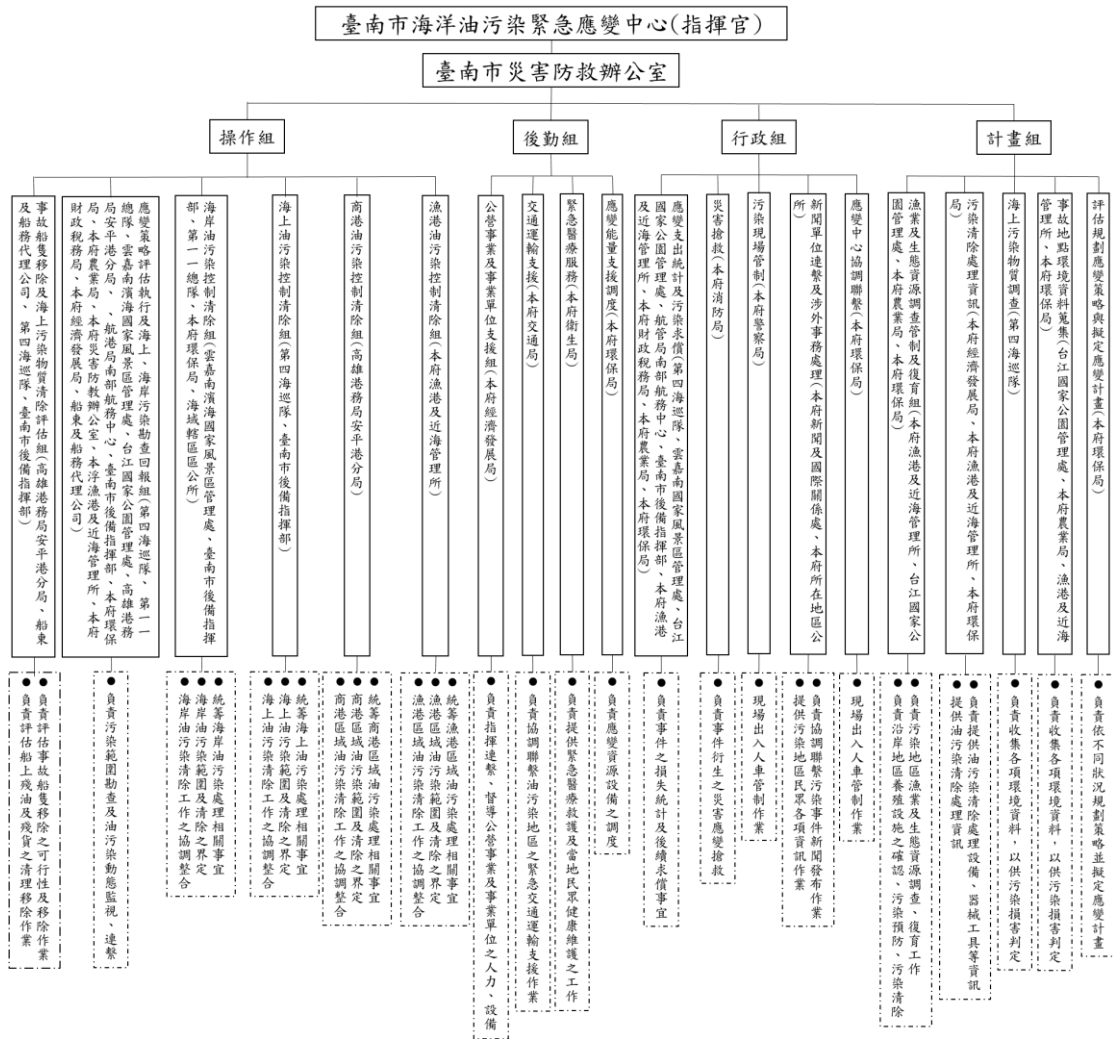 臺南市海洋油污染緊急應變中心(指揮官)
臺南市災害防救辦公室
操作組
後勤組
行政組
計畫組
事故船隻移除及海上污染物質清除評估組(高雄港務局安平港分局、船東
及船務代理公司、第四海巡隊、臺南市後備指揮部)
應變策略評估執行及海上、海岸污染勘查回報組(第四海巡隊、第一一
總隊、雲嘉南濱海國家風景區管理處、台江國家公園管理處、高雄港務
局安平港分局、、航港局南部航務中心、臺南市後備指揮部、本府環保
局、本府農業局、本府災害防救辦公室、本浮漁港及近海管理所、本府
財政稅務局、本府經濟發展局、船東及船務代理公司)
海岸油污染控制清除組(雲嘉南濱海國家風景區管理處、臺南市後備指揮
部、第一一總隊、本府環保局、海域轄區區公所)
海上油污染控制清除組(第四海巡隊、臺南市後備指揮部)
商港油污染控制清除組(高雄港務局安平港分局)
漁港油污染控制清除組(本府漁港及近海管理所)
公營事業及事業單位支援組(本府經濟發展局)
交通運輸支援(本府交通局)
緊急醫療服務(本府衛生局)
應變能量支援調度(本府環保局)
應變支出統計及污染求償(第四海巡隊、雲嘉南國家風景區管理處、台江
國家公園管理處、航管局南部航務中心、臺南市後備指揮部、本府漁港
及近海管理所、本府財政稅務局、本府農業局、本府環保局)
災害搶救(本府消防局)
污染現場管制(本府警察局)
新聞單位連繫及涉外事務處理(本府新聞及國際關係處、本府所在地區公
所)
應變中心協調聯繫(本府環保局)
漁業及生態資源調查管制及復育組(本府漁港及近海管理所、台江國家公
園管理處、本府農業局、本府環保局)
污染清除處理資訊(本府經濟發展局、本府漁港及近海管理所、本府環保
局)
海上污染物質調查(第四海巡隊)
事故地點環境資料蒐集(台江國家公園管理處、本府農業局、漁港及近海
管理所、本府環保局)
評估規劃應變策略與擬定應變計畫(本府環保局)
● 負責評估事故船隻移除之可行性及移除作業
● 負責評估船上殘油及殘貨之清理移除作業
● 負責污染範圍勘查及油污染動態監視、連繫
● 統籌海岸油污染處理相關事宜
● 海岸油污染範圍及清除之界定
● 海岸油污染清除工作之協調整合
● 統籌海上油污染處理相關事宜
● 海上油污染範圍及清除之界定
● 海上油污染清除工作之協調整合
● 統籌商港區域油污染處理相關事宜
● 商港區域油污染範圍及清除之界定
● 商港區域油污染清除工作之協調整合
● 統籌漁港區域油污染處理相關事宜
● 漁港區域油污染範圍及清除之界定
● 漁港區域油污染清除工作之協調整合
● 負責指揮連繫、督導公營事業及事業單位之人力、設備
● 負責協調聯繫油污染地區之緊急交通運輸支援作業
● 負責提供緊急醫療救護及當地民眾健康維護之工作
● 負責應變資源設備之調度
● 負責事件之損失統計及後續求償事宜
● 負責事件衍生之災害應變搶救
● 現場出入人車管制作業
● 負責協調聯繫污染事件新聞發布作業
● 提供污染地區民眾各項資訊作業
● 現場出入人車管制作業
● 負責污染地區漁業及生態資源調查、復育工作
● 負責沿岸地區養殖設施之確認、污染預防、污染清除
● 負責提供油污染清除處理設備、器械工具等資訊
● 提供油污染清除處理資訊
● 負責收集各項環境資料，以供污染損害判定
● 負責收集各項環境資料，以供污染損害判定
● 負責依不同狀況規劃策略並擬定應變計畫